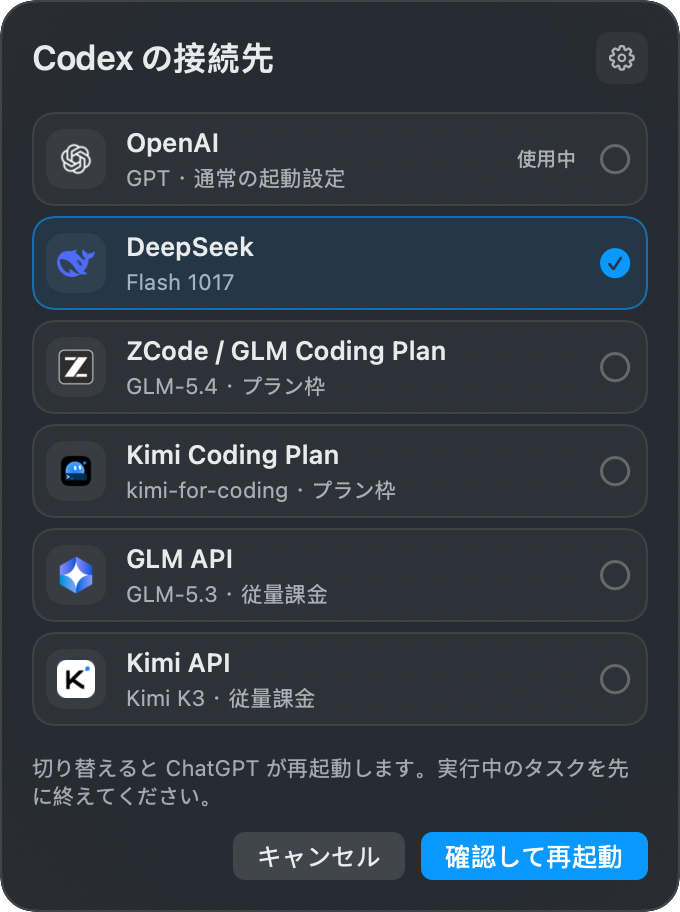 Codex の接続先
OpenAI
GPT · 通常の起動設定
使用中
DeepSeek
Flash 1017
ZCode / GLM Coding Plan
GLM-5.4 · プラン枠
Kimi Coding Plan
kimi-for-coding · プラン枠
GLM API
GLM-5.3 · 従量課金
Kimi API
Kimi K3 · 従量課金
切り替えると ChatGPT が再起動します。実行中のタスクを先
に終えてください。
キャンセル
確認して再起動